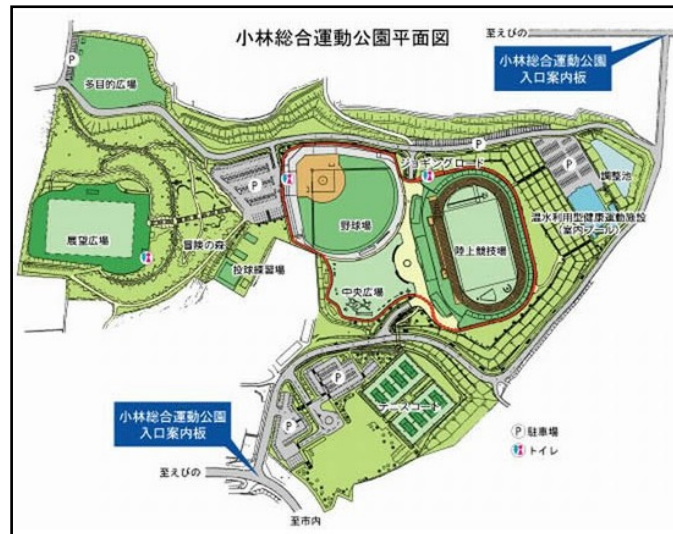 小林総合運動公園平面図
至えびの
小林総合運動公園
入口案内板
P
多目的広場
P
ジョギングロード
P
P
調整池
野球場
温水利用型健康運動施設
(室内プール)
展望広場
冒険の森
陸上競技場
投球練習場
中央広場
P
テニスコート
小林総合運動公園
入口案内板
P
P 駐車場
トイレ
至えびの
至市内